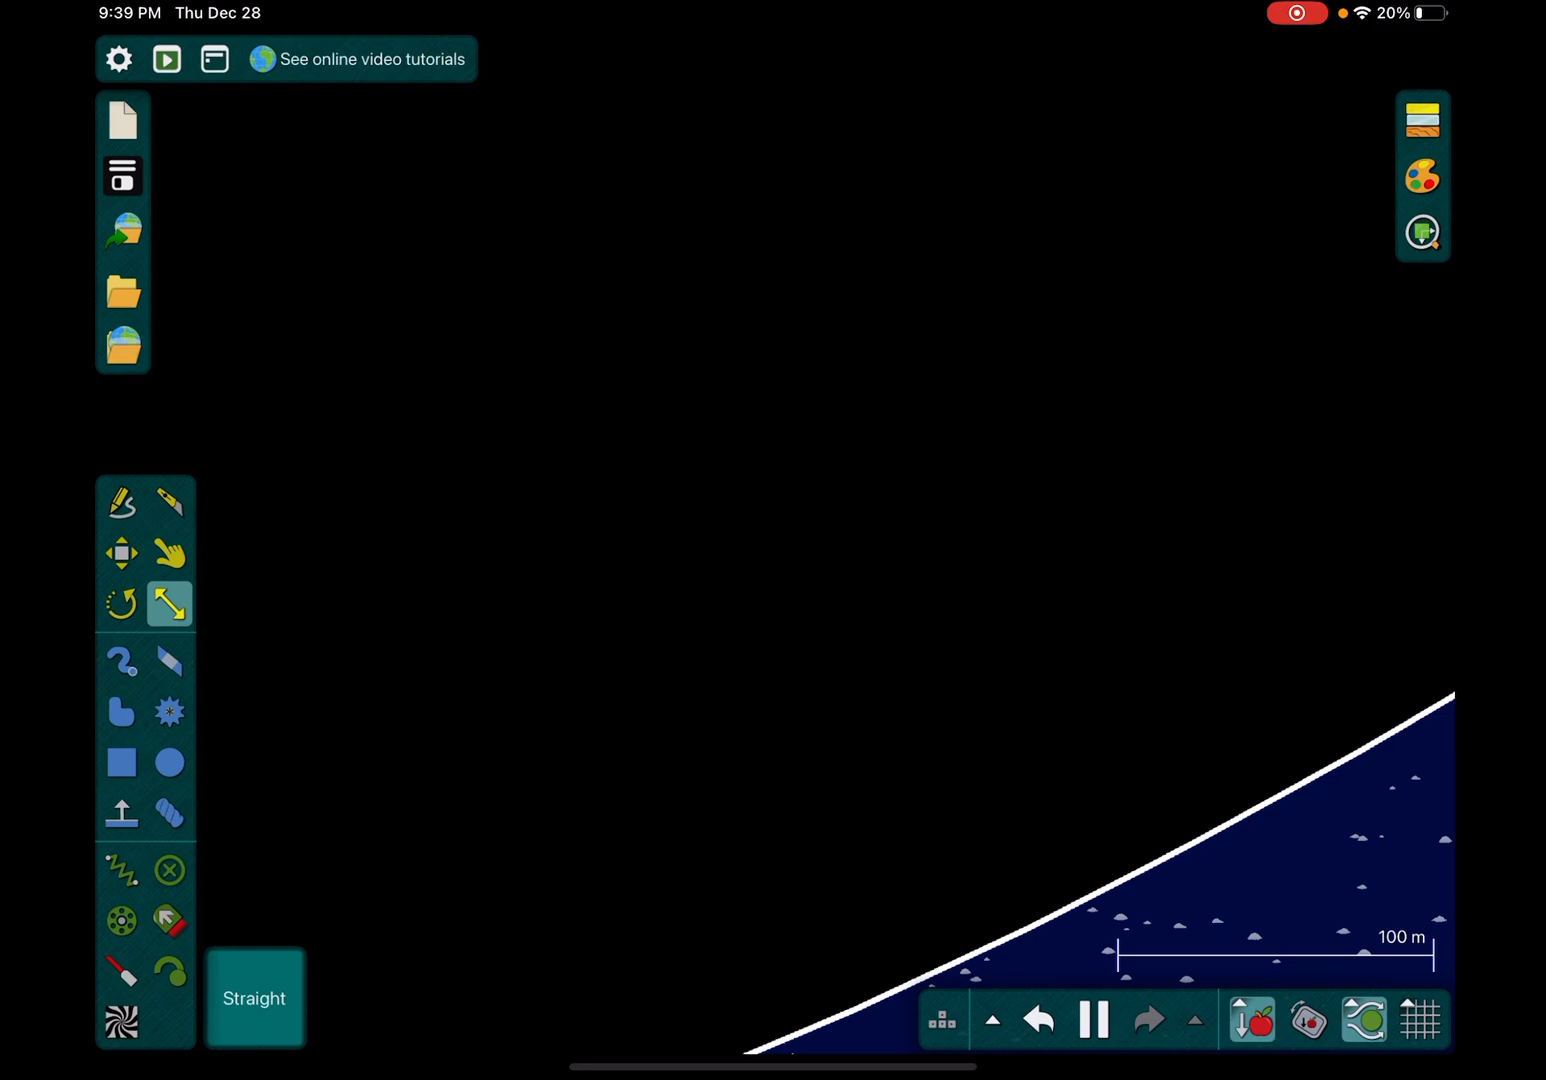 9:39 PM Thu Dec 28
20%
See online video tutorials
100 m
Straight